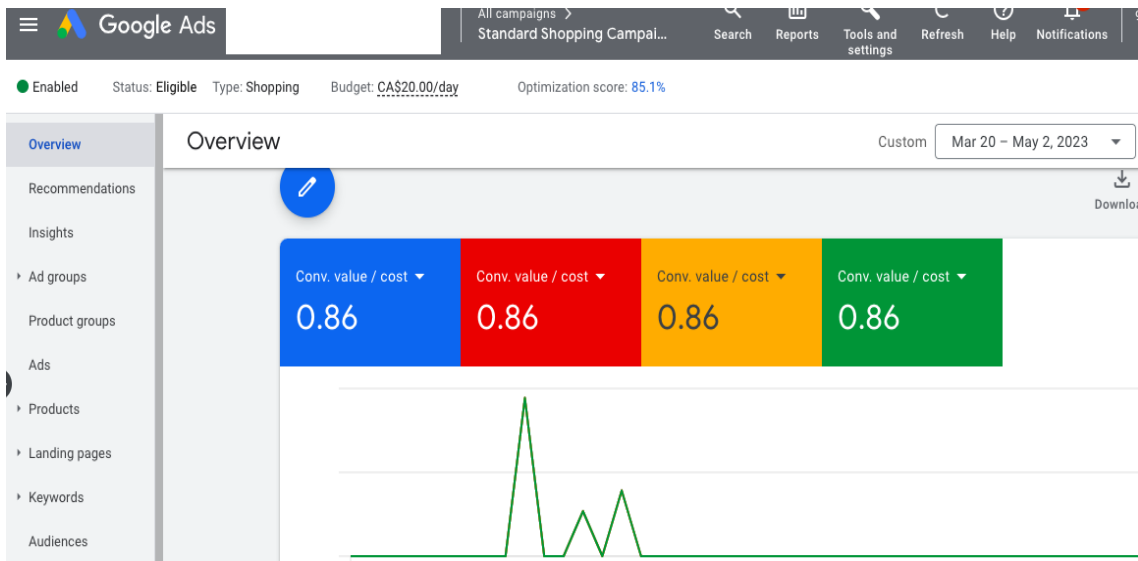 Google Ads
All campaigns >
Standard Shopping Campai...
Search
Reports
Tools and
settings
Refresh
Help
Notifications
Enabled
Status: Eligible
Type: Shopping
Budget: CA$20.00/day
Optimization score: 85.1%
Overview
Recommendations
Insights
Ad groups
Product groups
Ads
Products
Landing pages
Keywords
Audiences
Overview
Custom
Mar 20 – May 2, 2023
Downloa
Conv. value / cost
0.86
Conv. value / cost
0.86
Conv. value / cost
0.86
Conv. value / cost
0.86